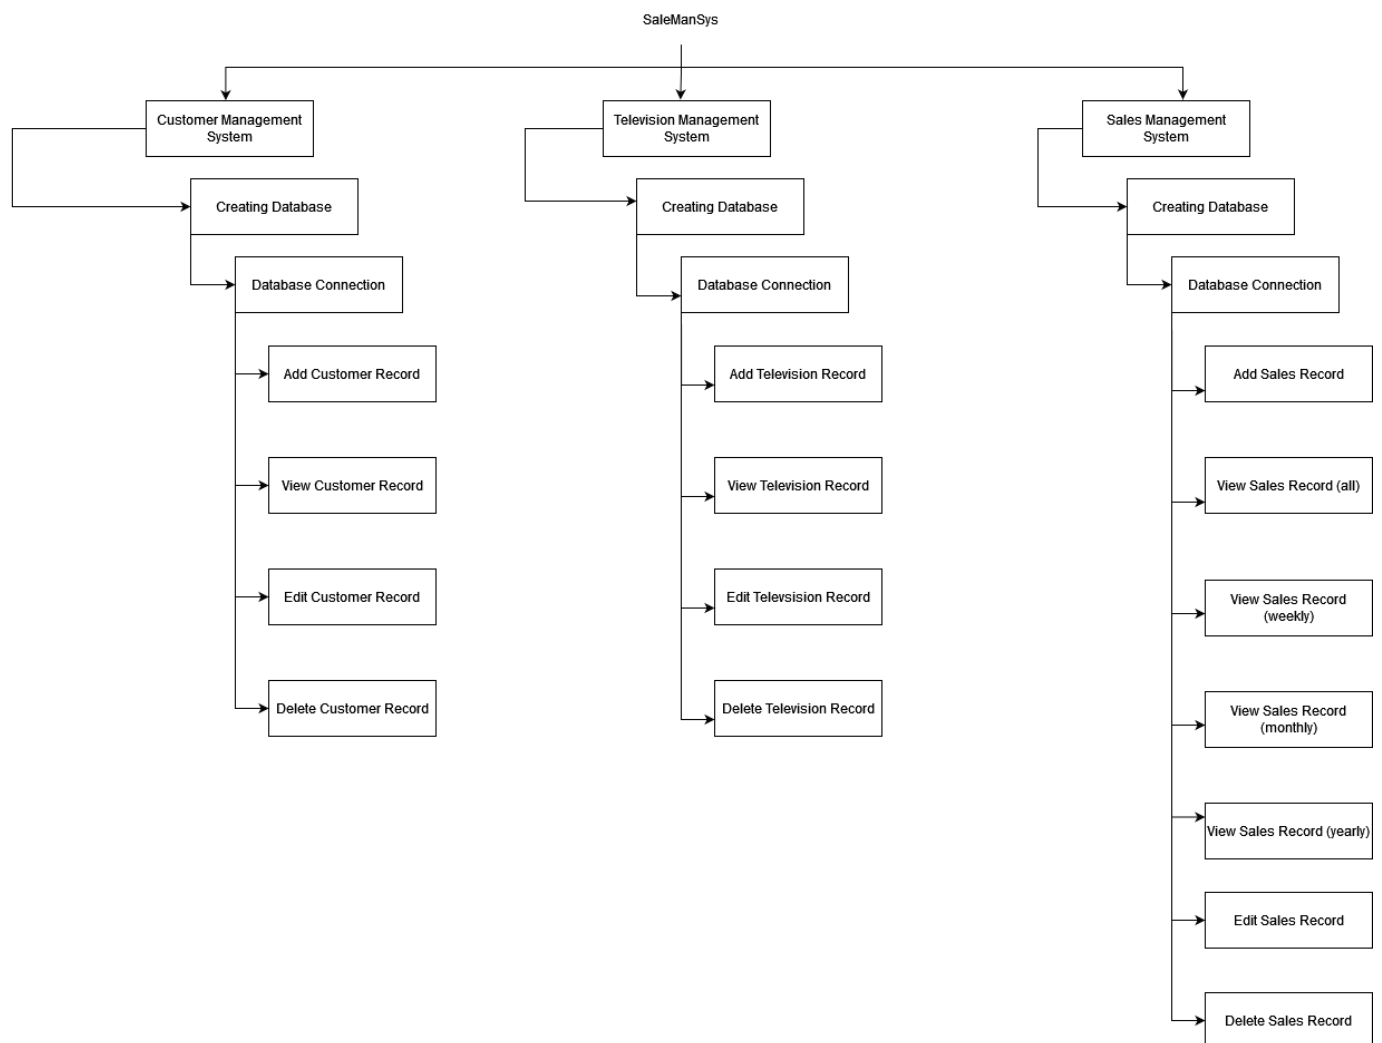 SaleManSys
Customer Management
System
Television Management
System
Sales Management
System
Creating Database
Creating Database
Creating Database
Database Connection
Database Connection
Database Connection
Add Customer Record
Add Television Record
Add Sales Record
View Customer Record
View Television Record
View Sales Record (all)
Edit Customer Record
Edit Televsision Record
View Sales Record
(weekly)
Delete Customer Record
Delete Television Record
View Sales Record
(monthly)
View Sales Record (yearly)
Edit Sales Record
Delete Sales Record